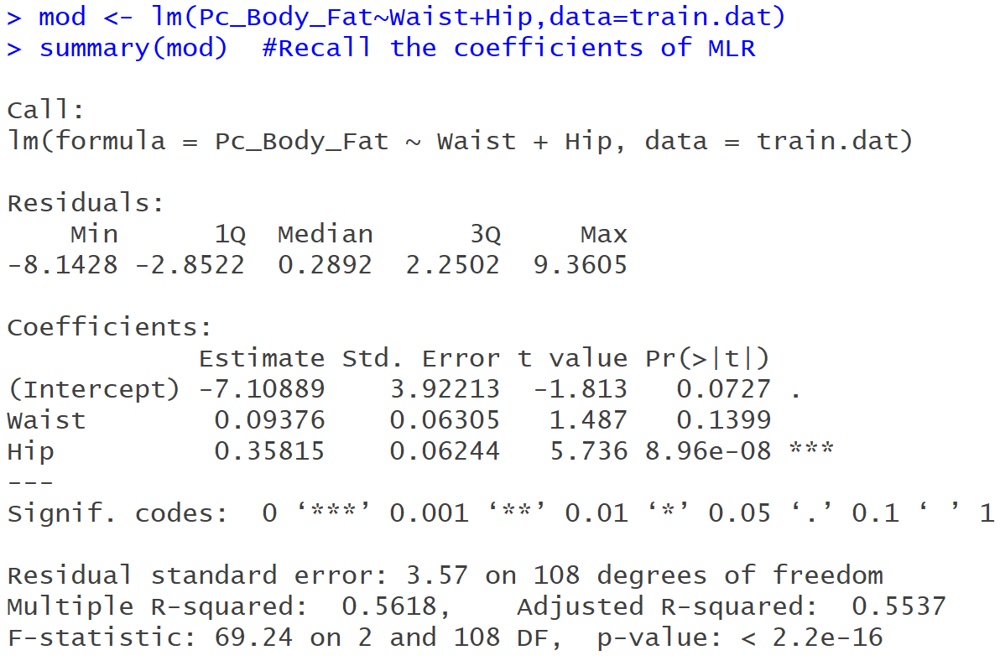 > mod <- lm(Pc_Body_Fat~Waist+Hip,data=train.dat)
> summary(mod)  #Recall the coefficients of MLR

Call:
lm(formula = Pc_Body_Fat ~ Waist + Hip, data = train.dat)

Residuals:
    Min      1Q  Median      3Q     Max
-8.1428 -2.8522  0.2892  2.2502  9.3605

Coefficients:
            Estimate Std. Error t value Pr(>|t|)
(Intercept) -7.10889    3.92213  -1.813   0.0727 .
Waist        0.09376    0.06305   1.487   0.1399
Hip          0.35815    0.06244   5.736 8.96e-08 ***
---
Signif. codes:  0 ‘***’ 0.001 ‘**’ 0.01 ‘*’ 0.05 ‘.’ 0.1 ‘ ’ 1

Residual standard error: 3.57 on 108 degrees of freedom
Multiple R-squared:  0.5618,	Adjusted R-squared:  0.5537
F-statistic: 69.24 on 2 and 108 DF,  p-value: < 2.2e-16